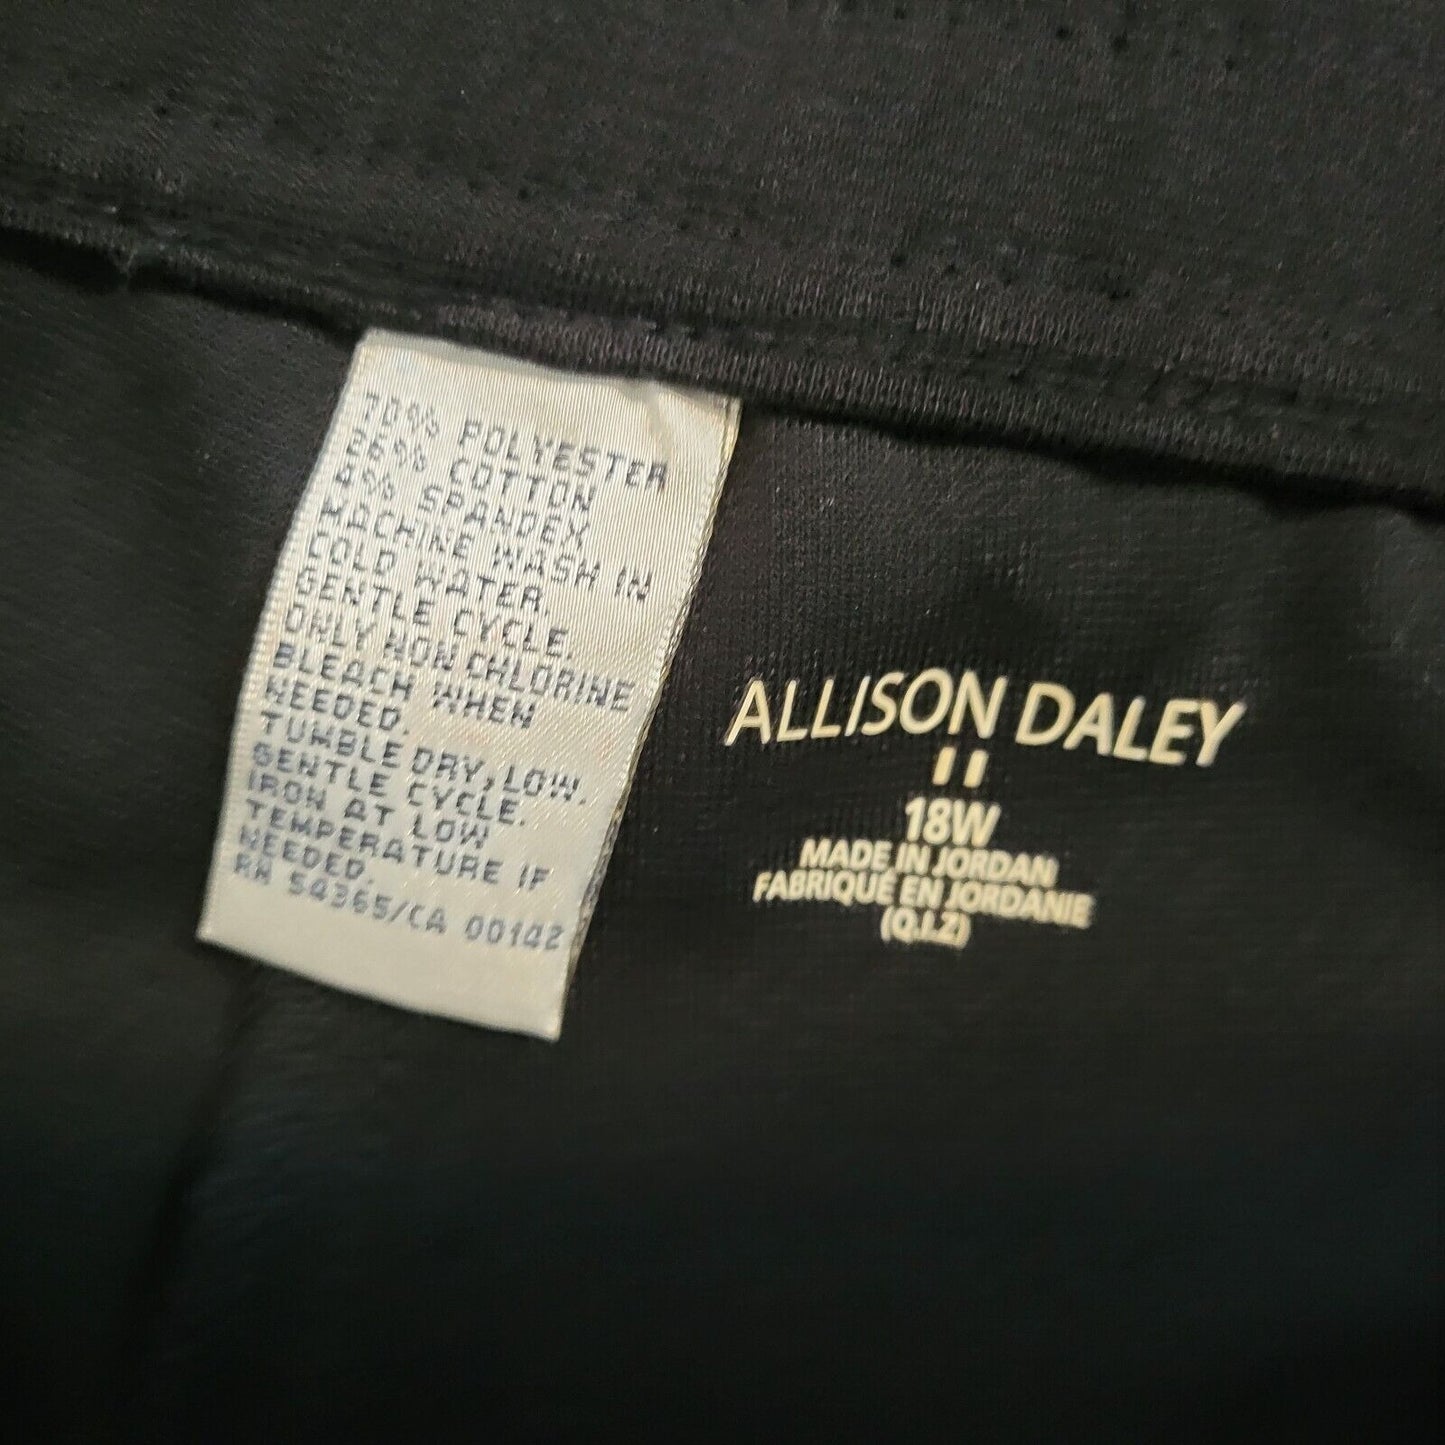 70% POLYESTER
26% COTTON
4% SPANDEX
MACHINE WASH IN
COLD WATER.
GENTLE CYCLE.
ONLY NON CHLORINE
BLEACH WHEN
NEEDED.
TUMBLE DRY, LOW.
GENTLE CYCLE.
IRON AT LOW
TEMPERATURE IF
NEEDED.
RN 54365/CA 00142
ALLISON DALEY
II
18W
MADE IN JORDAN
FABRIQUÉ EN JORDANIE
(Q.I.Z)